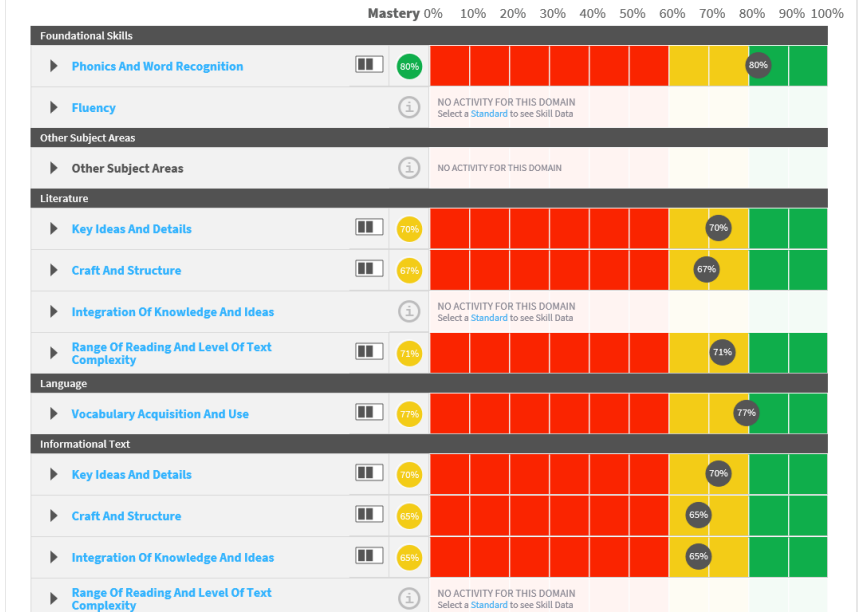 Mastery 0% 10% 20% 30% 40% 50% 60% 70% 80% 90% 100%
Foundational Skills
Phonics And Word Recognition 80% 80%
Fluency i NO ACTIVITY FOR THIS DOMAIN
Select a Standard to see Skill Data
Other Subject Areas
Other Subject Areas i NO ACTIVITY FOR THIS DOMAIN
Literature
Key Ideas And Details 70% 70%
Craft And Structure 67% 67%
Integration Of Knowledge And Ideas i NO ACTIVITY FOR THIS DOMAIN
Select a Standard to see Skill Data
Range Of Reading And Level Of Text
Complexity 71% 71%
Language
Vocabulary Acquisition And Use 77% 77%
Informational Text
Key Ideas And Details 70% 70%
Craft And Structure 65% 65%
Integration Of Knowledge And Ideas 65% 65%
Range Of Reading And Level Of Text
Complexity i NO ACTIVITY FOR THIS DOMAIN
Select a Standard to see Skill Data